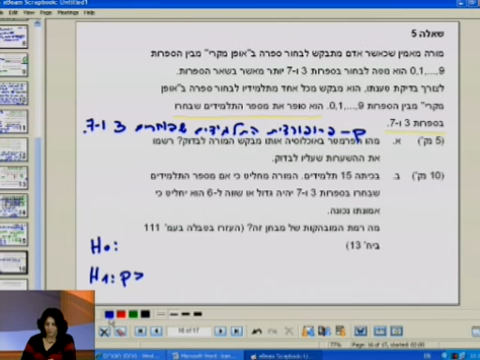 שאלה 5
מורה מאמין שכאשר אדם מתבקש לבחור ספרה ב"אופן מקרי" מבין הספרות
0,1,...,9 הוא מטה לבחור בספרות 3 ו-7 יותר מאשר בשאר הספרות.
לצורך בדיקת טענתו, הוא מבקש מכל אחד מתלמידיו לבחור ספרה ב"אופן
מקרי" מבין הספרות 0,1,...,9. הוא סופר את מספר התלמידים שבחרו
בספרות 3 ו-7.
p - פרופורצית התלמידים שבוחרים 3 ו-7.
(5 נק') א. מהו הפרמטר באוכלוסיה אותו מבקש המורה לבדוק? רשמו
את ההשערות שעליו לבדוק.
(10 נק') ב. בכיתה 15 תלמידים. המורה מחליט כי אם מספר התלמידים
שבחרו בספרות 3 ו-7 יהיה גדול או שווה ל-6 הוא יחליט כי
אמונתו נכונה.
מה רמת המובהקות של מבחן זה? (העזרו בטבלה בעמ' 111
ביח' 13)
H₀:
H₁: p>